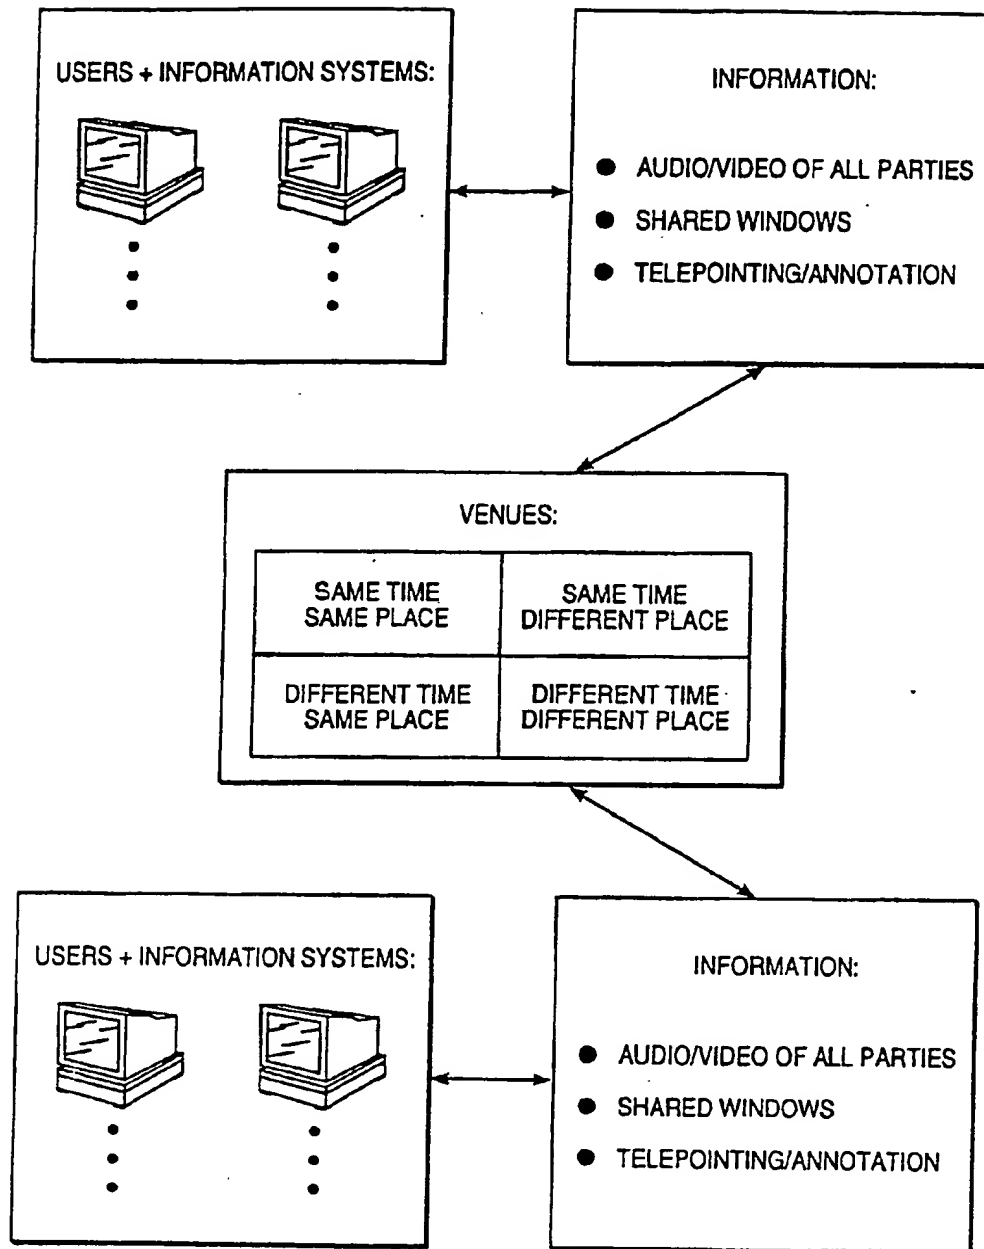 USERS + INFORMATION SYSTEMS:
INFORMATION:
● AUDIO/VIDEO OF ALL PARTIES
● SHARED WINDOWS
● TELEPOINTING/ANNOTATION
VENUES:
SAME TIME
SAME PLACE
SAME TIME
DIFFERENT PLACE
DIFFERENT TIME
SAME PLACE
DIFFERENT TIME
DIFFERENT PLACE
USERS + INFORMATION SYSTEMS:
INFORMATION:
● AUDIO/VIDEO OF ALL PARTIES
● SHARED WINDOWS
● TELEPOINTING/ANNOTATION